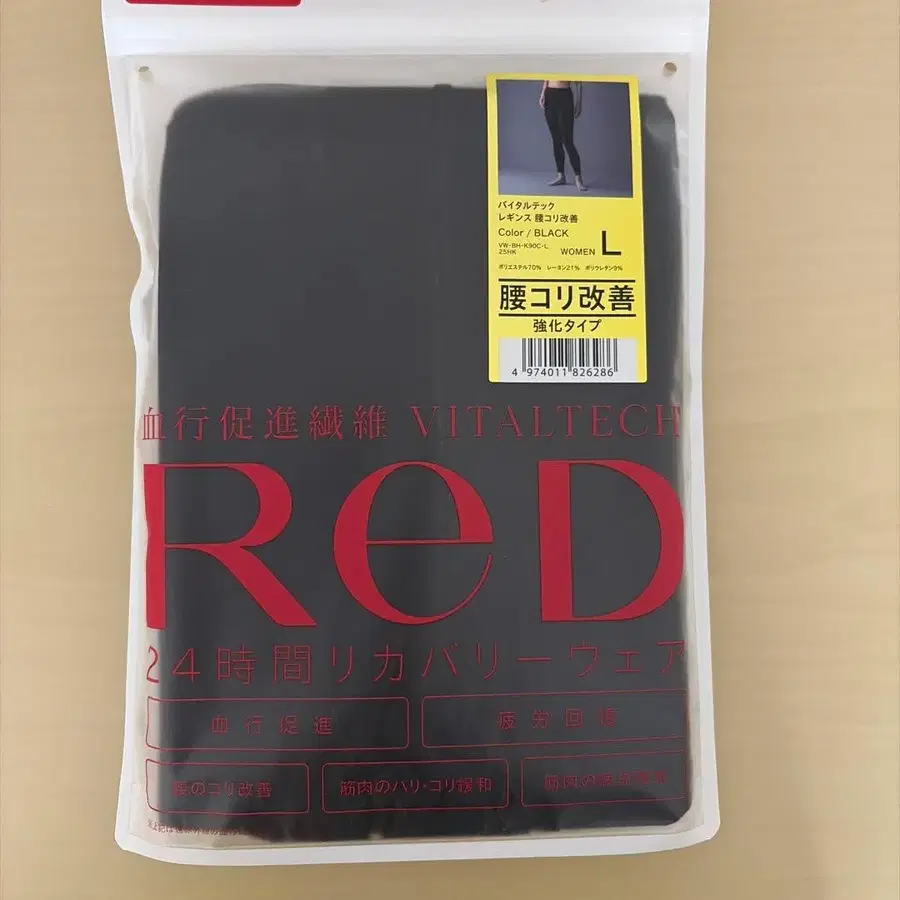 バイタルテック
レギンス 腰コリ改善
Color / BLACK
VW-BH-K90C-L
25HK
WOMEN L
ポリエステル70% レーヨン21% ポリウレタン9%
腰コリ改善
強化タイプ
4 974011 826286
血行促進繊維 VITALTECH
ReD
24時間リカバリーウェア
血行促進
疲労回復
腰のコリ改善
筋肉のハリ・コリ緩和
筋肉の